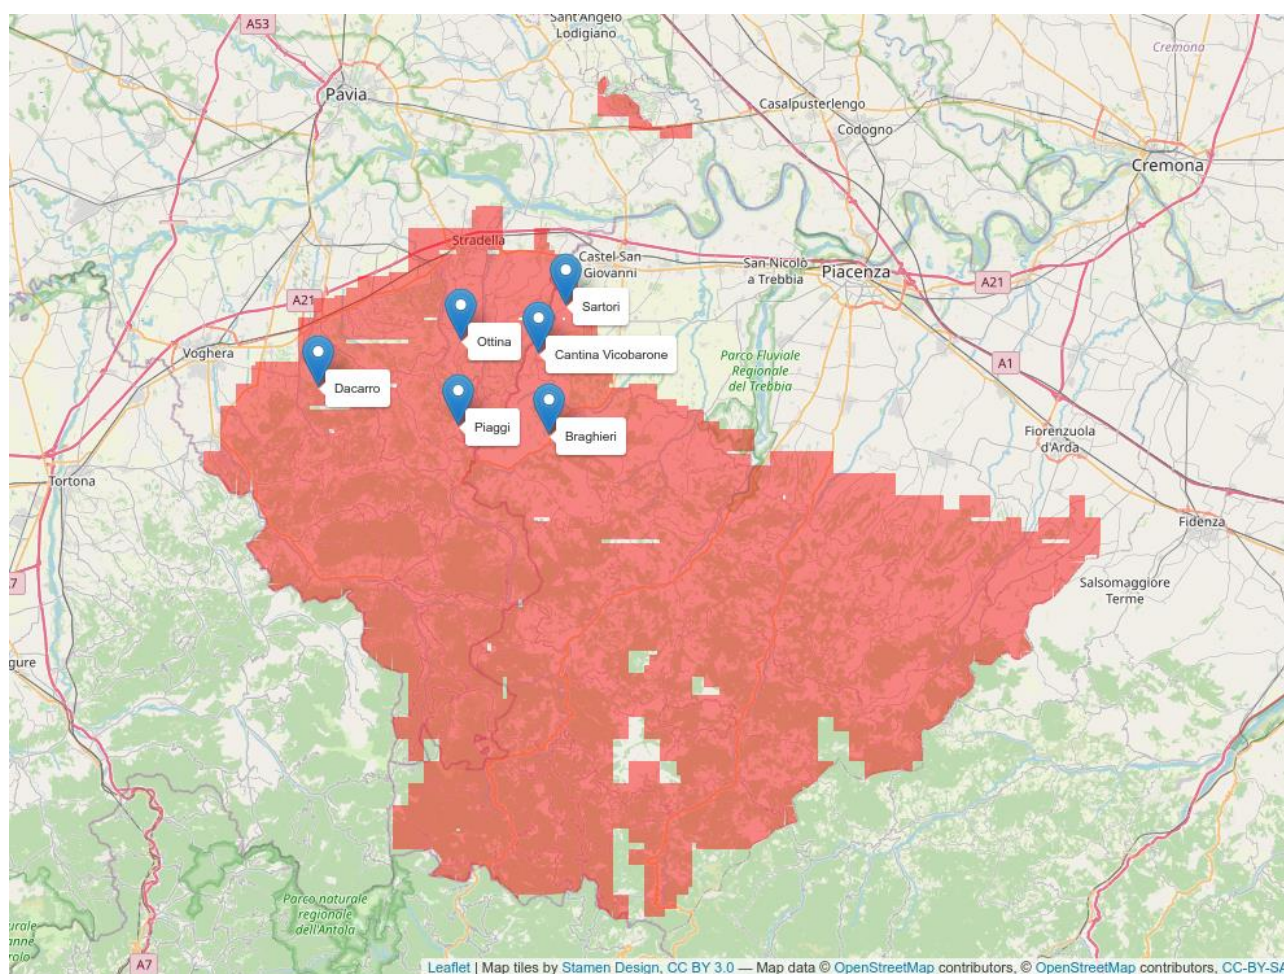 A53
Sant'Angelo
Lodigiano
Cremona
Pavia
Casalpusterlengo
Codogno
Cremona
Stradella
Castel San
Giovanni
San Nicolò
a Trebbia
Piacenza
A21
A21
Sartori
Ottina
Cantina Vicobarone
Voghera
Parco Fluviale
Regionale
del Trebbia
A1
Dacarro
Piaggi
Braghieri
Fiorenzuola
d'Arda
Tortona
Fidenza
7
Salsomaggiore
Terme
gure
Parco naturale
regionale
dell'Antola
urale
anne
rolo
A7
Leaflet | Map tiles by Stamen Design, CC BY 3.0 — Map data © OpenStreetMap contributors, © OpenStreetMap contributors, CC-BY-S